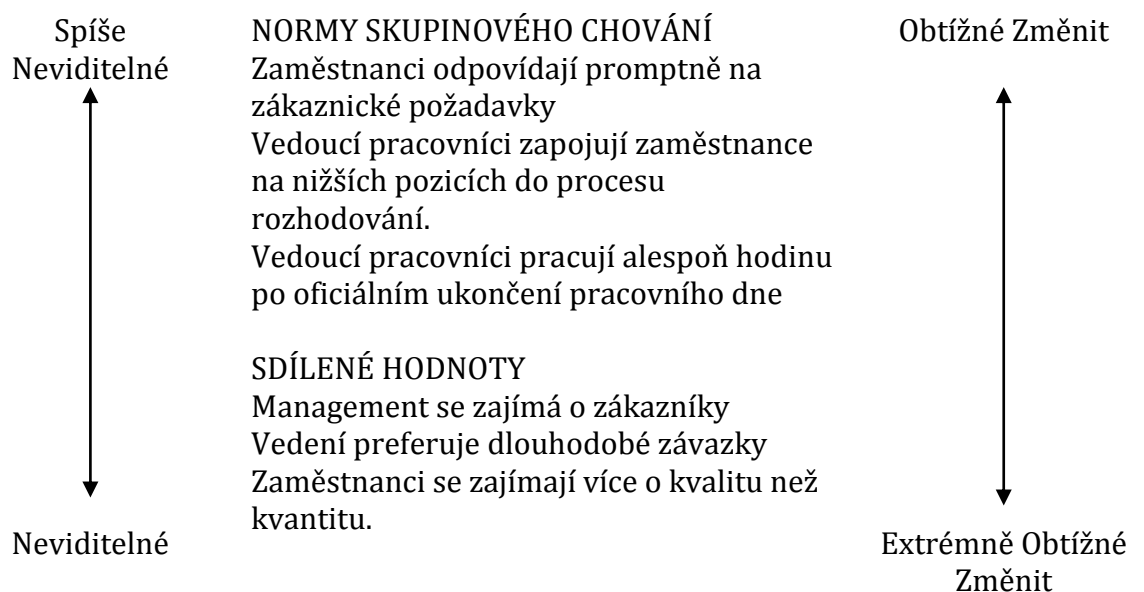 Spíše
Neviditelné
NORMY SKUPINOVÉHO CHOVÁNÍ
Zaměstnanci odpovídají promptně na
zákaznické požadavky
Vedoucí pracovníci zapojují zaměstnance
na nižších pozicích do procesu
rozhodování.
Vedoucí pracovníci pracují alespoň hodinu
po oficiálním ukončení pracovního dne
SDÍLENÉ HODNOTY
Management se zajímá o zákazníky
Vedení preferuje dlouhodobé závazky
Zaměstnanci se zajímají více o kvalitu než
kvantitu.
Obtížné Změnit
Neviditelné
Extrémně Obtížné
Změnit